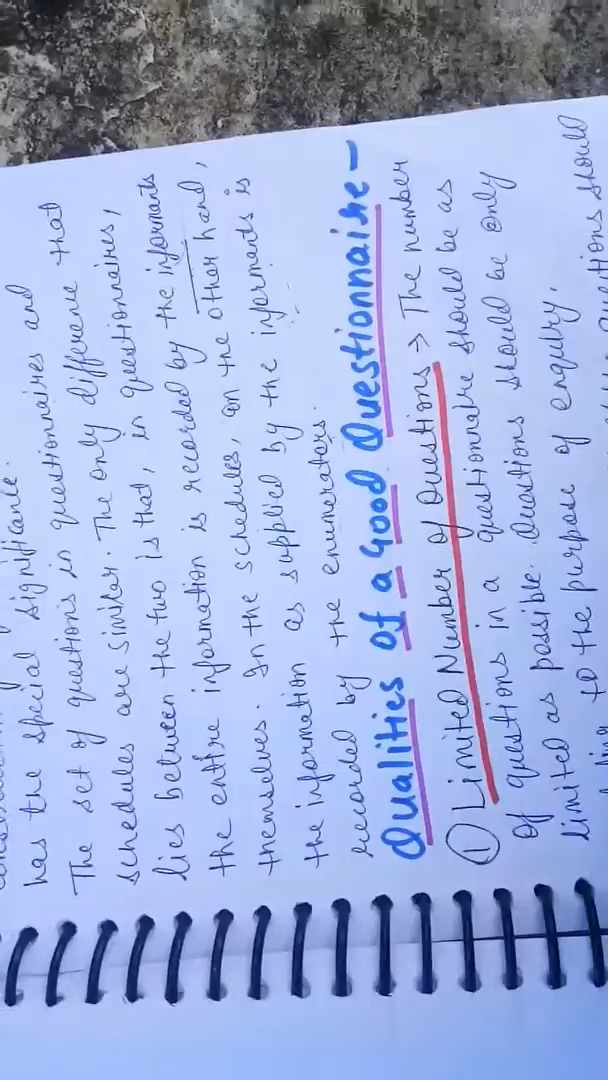 has the special significance.
The set of questions in questionnaires and
schedules are similar. The only difference that
lies between the two is that, in questionnaires,
the entire information is recorded by the informants
themselves. In the schedules, on the other hand,
the information as supplied by the informants is
recorded by the enumerators.
Qualities of a Good Questionnaire -
① Limited Number of Questions → The number
of questions in a questionnaire should be as
limited as possible. Questions should be only
to the purpose of enquiry.
Questions should